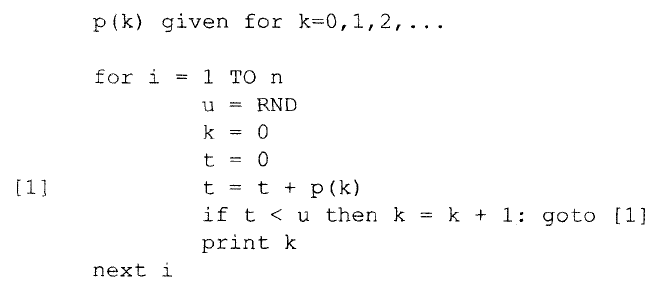 p(k) given for k=0,1,2,...
for i = 1 TO n
u = RND
k = 0
t = 0
[1] t = t + p(k)
if t < u then k = k + 1: goto [1]
print k
next i